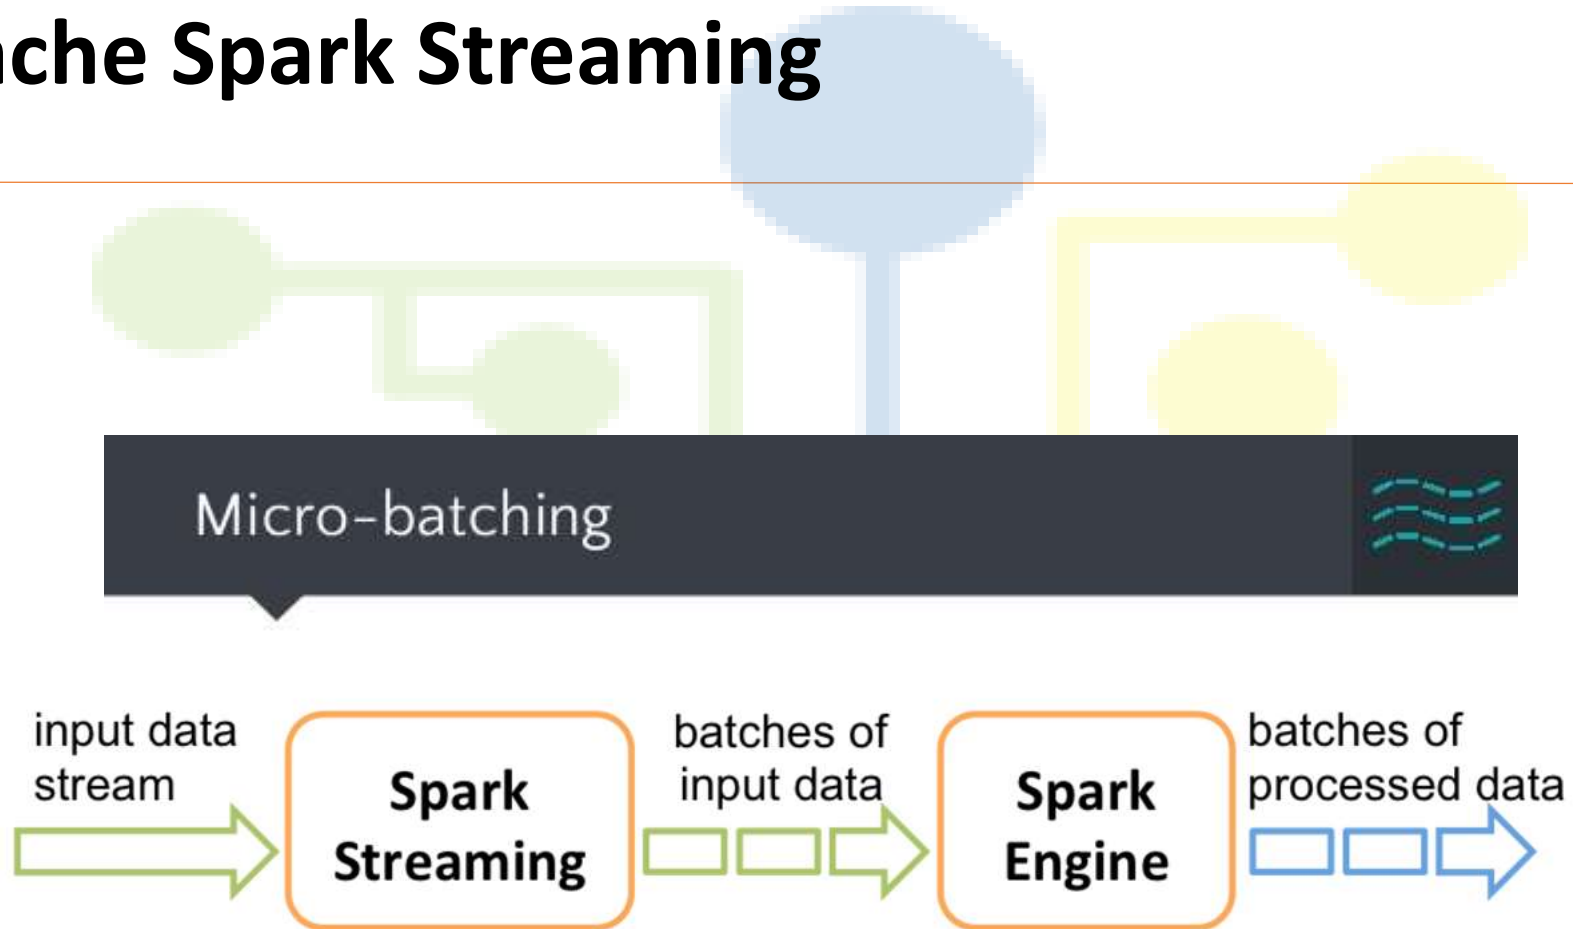 ache Spark Streaming
Micro-batching
input data
stream
Spark
Streaming
batches of
input data
Spark
Engine
batches of
processed data